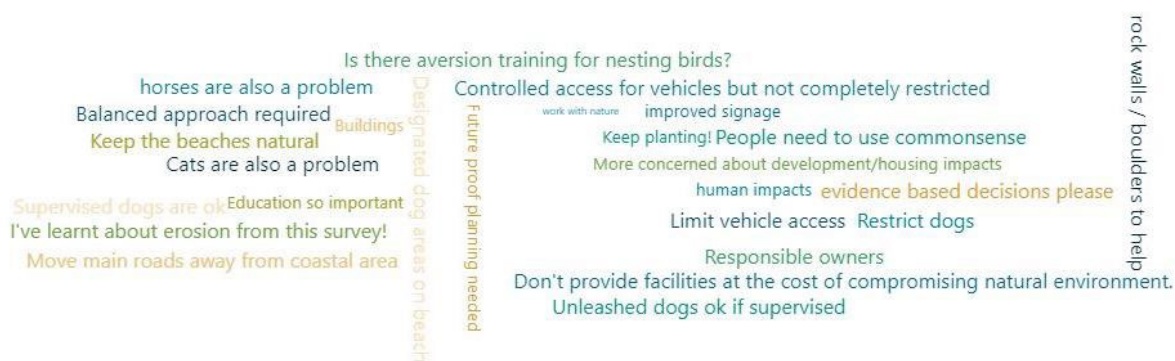 Is there aversion training for nesting birds?
horses are also a problem
Controlled access for vehicles but not completely restricted
Balanced approach required
work with nature
improved signage
Buildings
Keep the beaches natural
Keep planting!
People need to use commonsense
Cats are also a problem
More concerned about development/housing impacts
human impacts
evidence based decisions please
Supervised dogs are ok
Education so important
Limit vehicle access
Restrict dogs
I've learnt about erosion from this survey!
Move main roads away from coastal area
Responsible owners
Don't provide facilities at the cost of compromising natural environment.
Unleashed dogs ok if supervised
Designated dog areas on beach
Future proof planning needed
rock walls / boulders to help